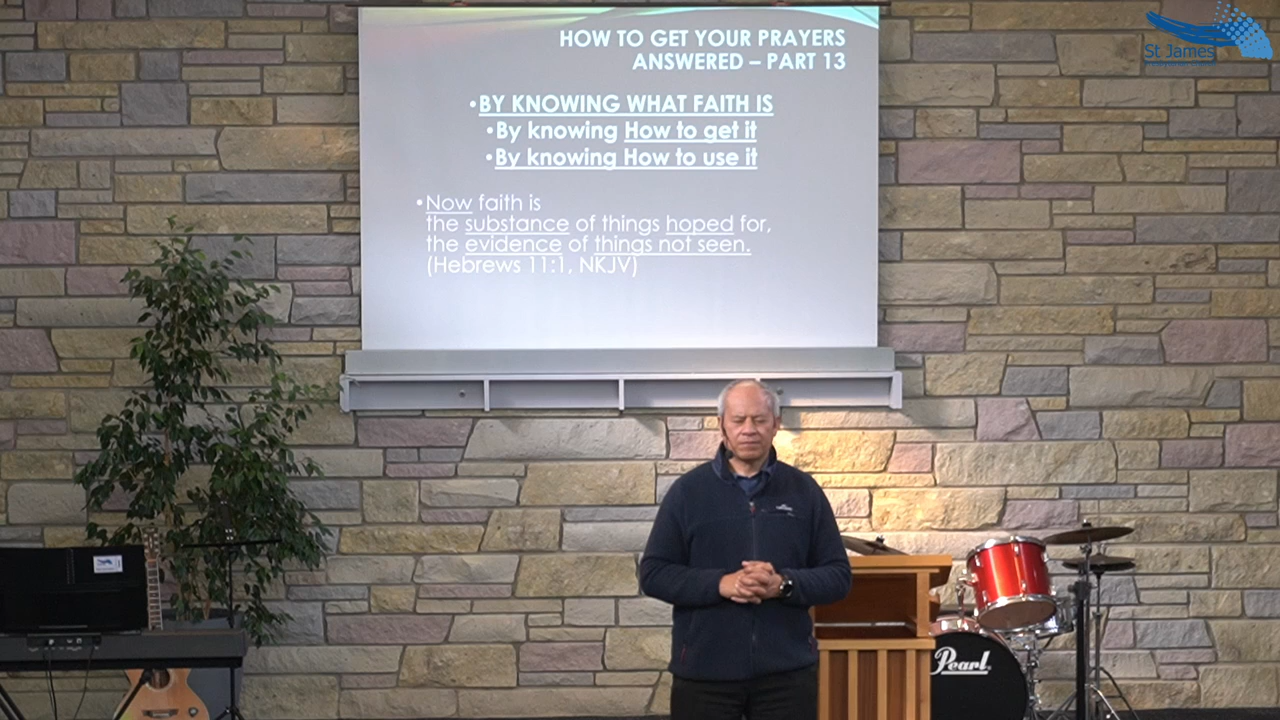 HOW TO GET YOUR PRAYERS
ANSWERED – PART 13
•BY KNOWING WHAT FAITH IS
•By knowing How to get it
•By knowing How to use it
•Now faith is
the substance of things hoped for,
the evidence of things not seen.
(Hebrews 11:1, NKJV)
St James
Pearl